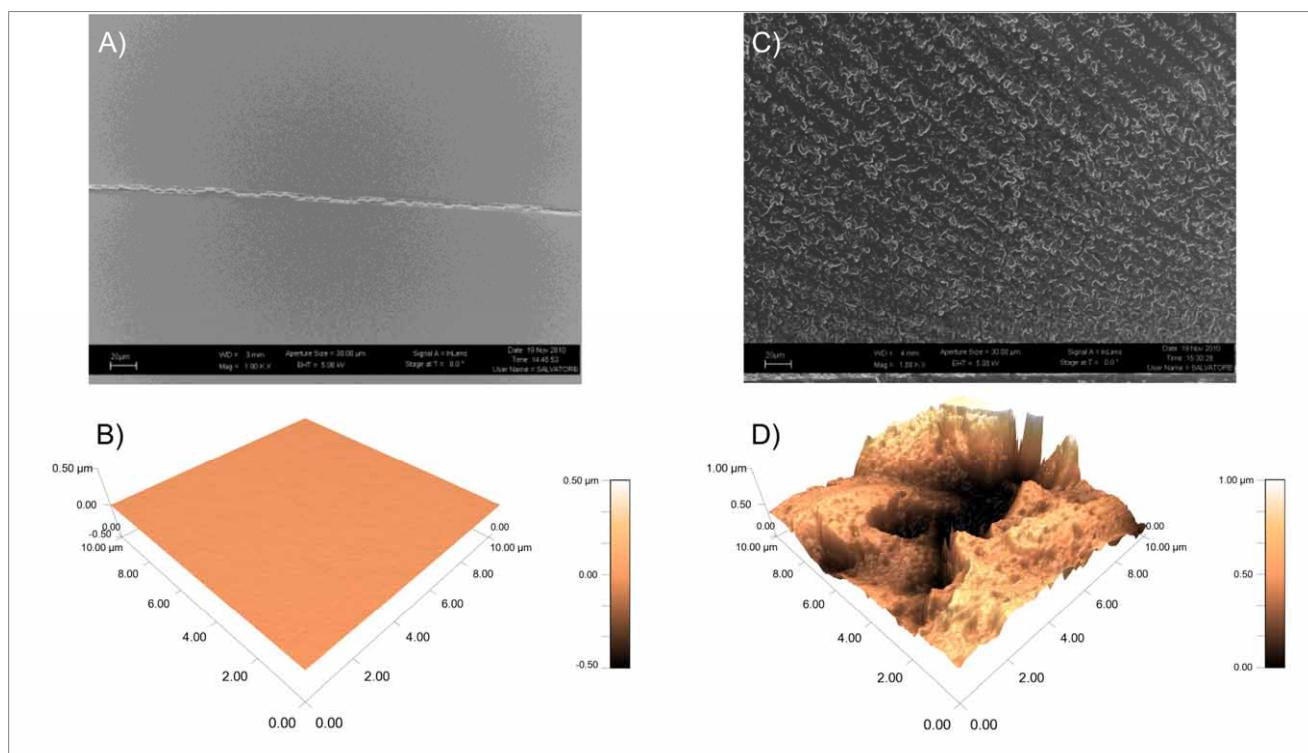 A)
20µm
WD = 3 mm
Mag = 1.00 K X
Aperture Size = 30.00 µm
EHT = 5.00 kV
Signal A = InLens
Stage at T = 0.0 °
Date :19 Nov 2010
Time :14:45:53
User Name = SALVATORE
C)
20µm
WD = 4 mm
Mag = 1.00 K X
Aperture Size = 30.00 µm
EHT = 5.00 kV
Signal A = InLens
Stage at T = 0.0 °
Date :19 Nov 2010
Time :15:30:28
User Name = SALVATORE
B)
0.50 µm
0.00
0.00
-0.50
10.00 µm
8.00
6.00
4.00
2.00
0.00
0.00
2.00
4.00
6.00
8.00
10.00 µm
0.00
0.50 µm
0.00
-0.50
D)
1.00 µm
0.50
0.00
10.00 µm
8.00
6.00
4.00
2.00
0.00
0.00
2.00
4.00
6.00
8.00
10.00 µm
0.00
1.00 µm
0.50
0.00